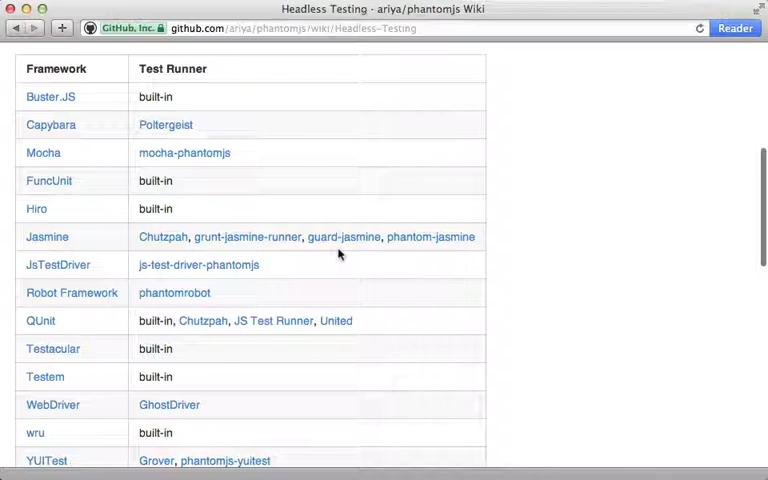 Headless Testing · ariya/phantomjs Wiki
GitHub, Inc. github.com/ariya/phantomjs/wiki/Headless-Testing Reader
Framework Test Runner
Buster.JS built-in
Capybara Poltergeist
Mocha mocha-phantomjs
FuncUnit built-in
Hiro built-in
Jasmine Chutzpah, grunt-jasmine-runner, guard-jasmine, phantom-jasmine
JsTestDriver js-test-driver-phantomjs
Robot Framework phantomrobot
QUnit built-in, Chutzpah, JS Test Runner, United
Testacular built-in
Testem built-in
WebDriver GhostDriver
wru built-in
YUITest Grover, phantomjs-yuitest